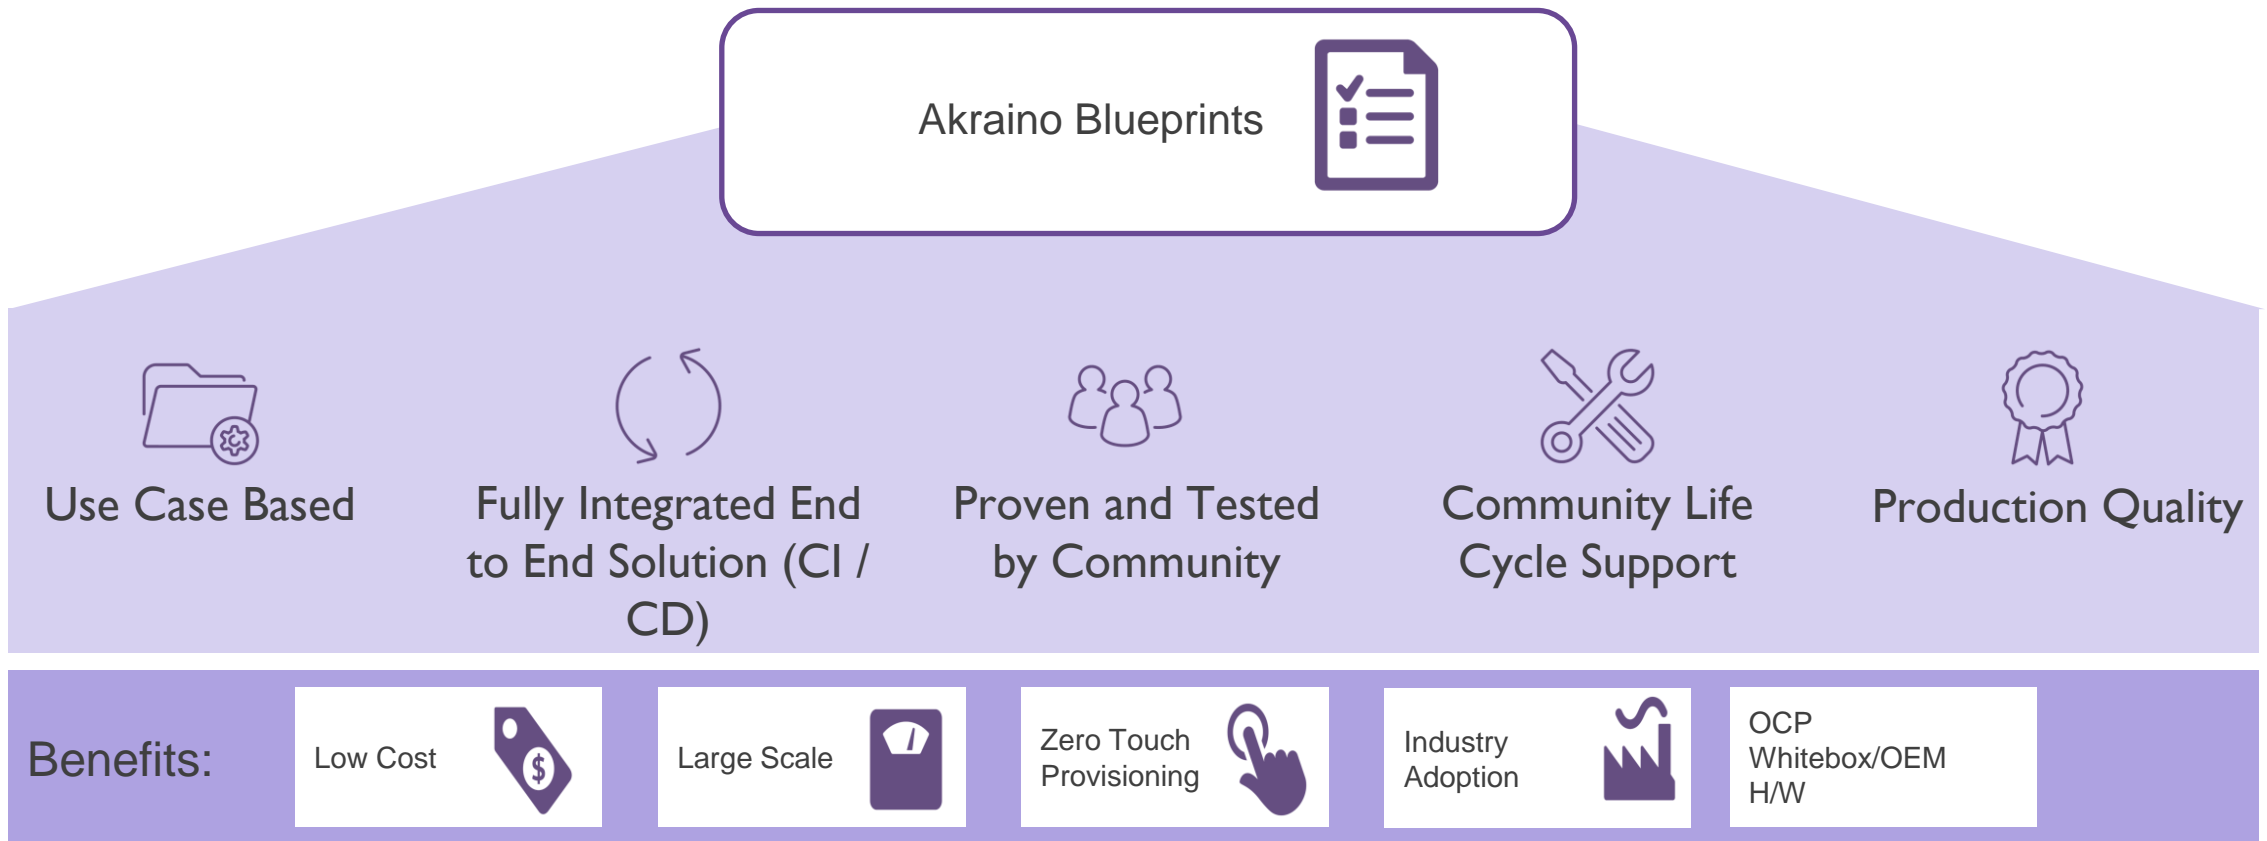 Akraino Blueprints
Use Case Based
Fully Integrated End
to End Solution (CI /
CD)
Proven and Tested
by Community
Community Life
Cycle Support
Production Quality
Benefits:
Low Cost
$
Large Scale
Zero Touch
Provisioning
Industry
Adoption
OCP
Whitebox/OEM
H/W